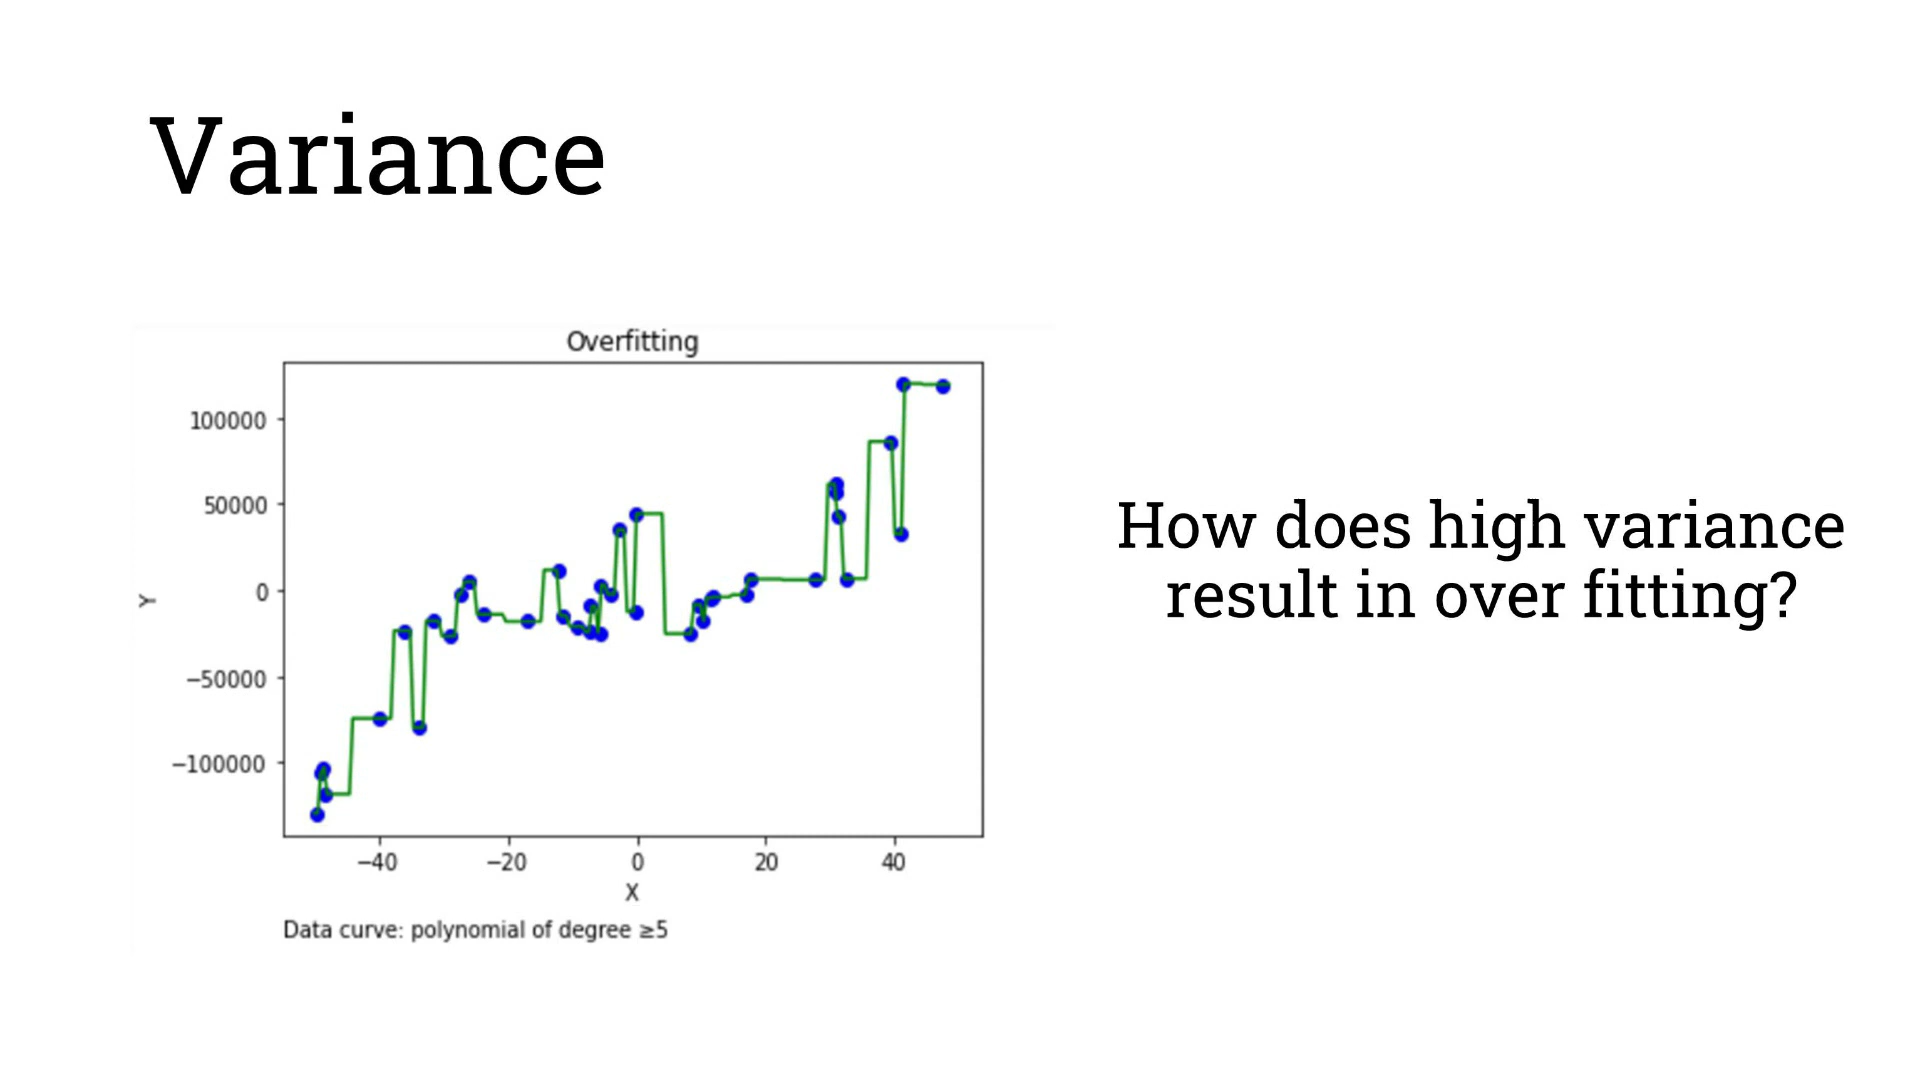 Variance
Overfitting
100000
50000
0
−50000
−100000
Y
−40
−20
0
20
40
X
Data curve: polynomial of degree ≥5
How does high variance
result in over fitting?